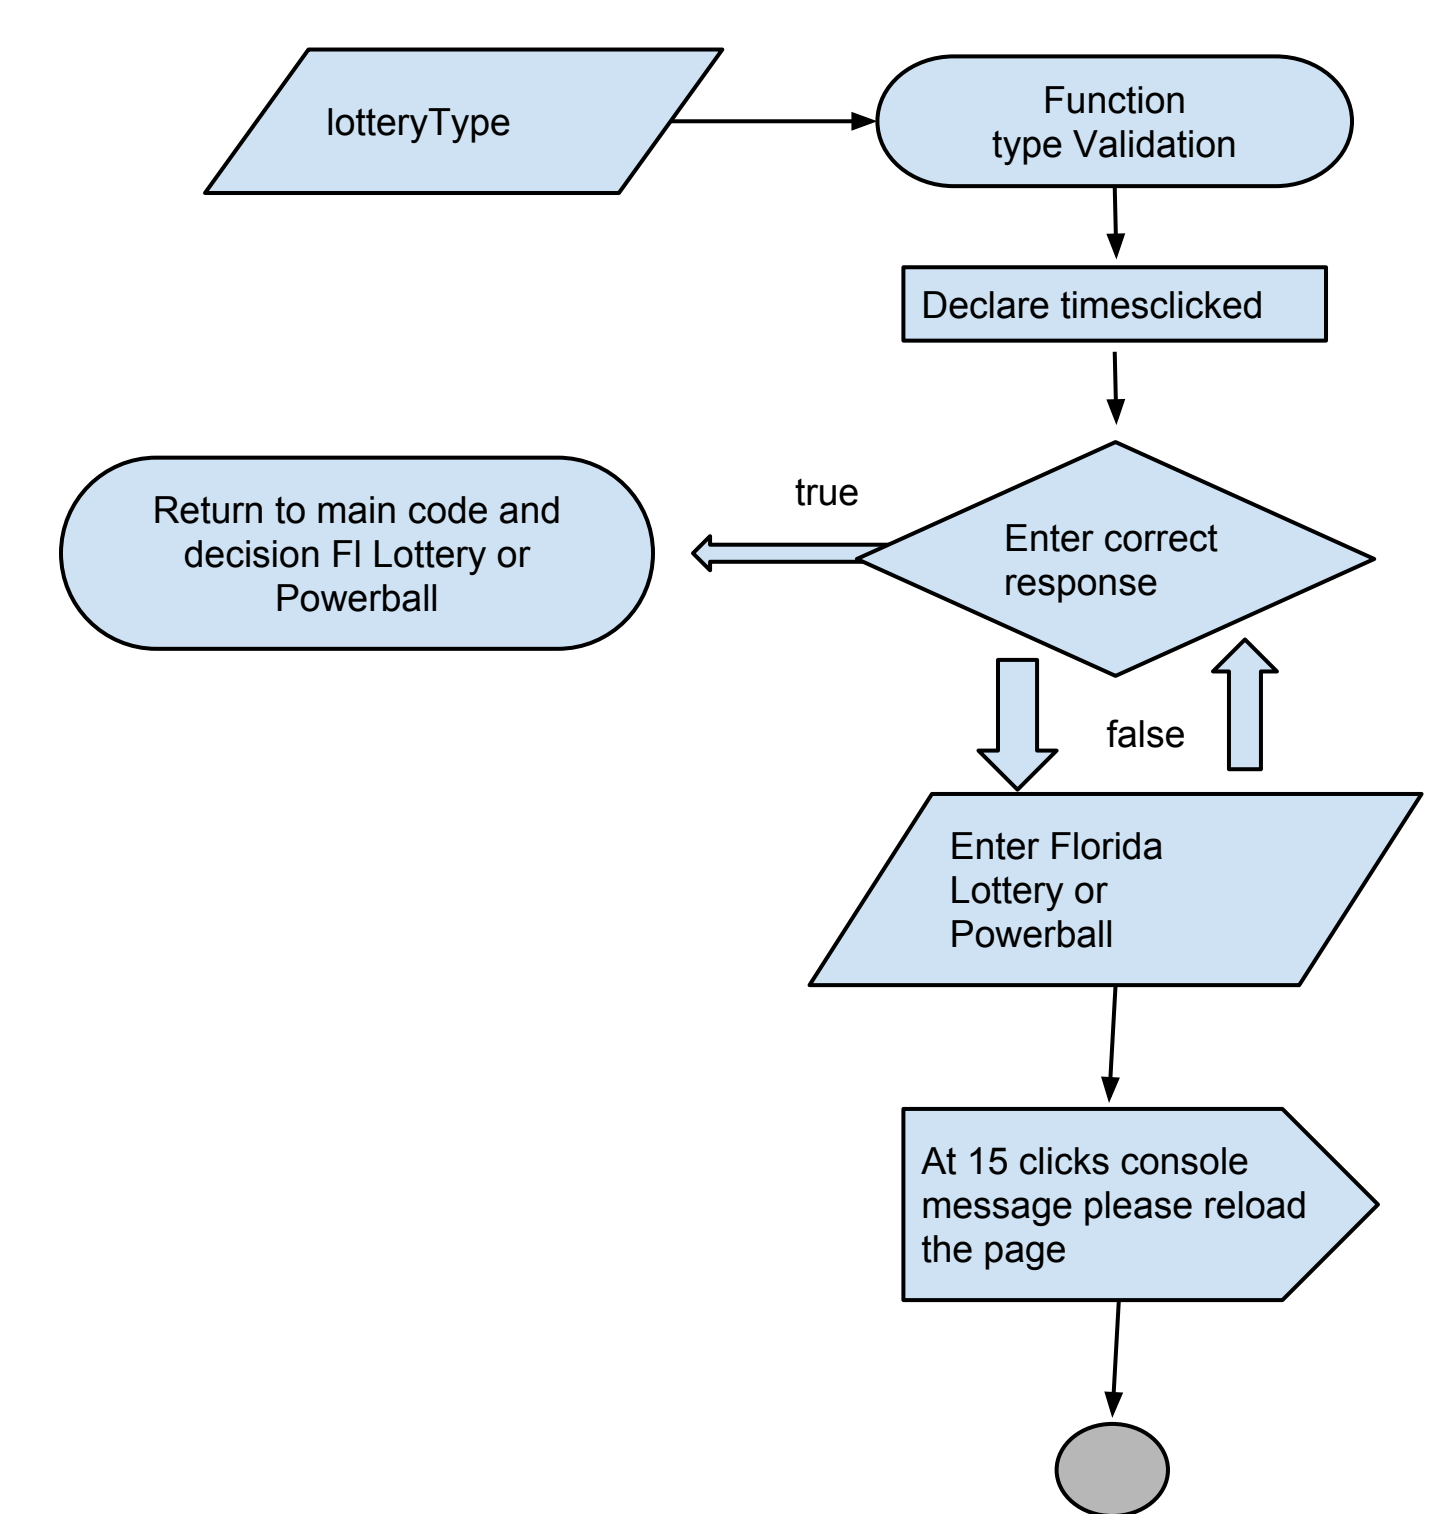 lotteryType
Function
type Validation
Declare timesclicked
true
Return to main code and
decision Fl Lottery or
Powerball
Enter correct
response
false
Enter Florida
Lottery or
Powerball
At 15 clicks console
message please reload
the page